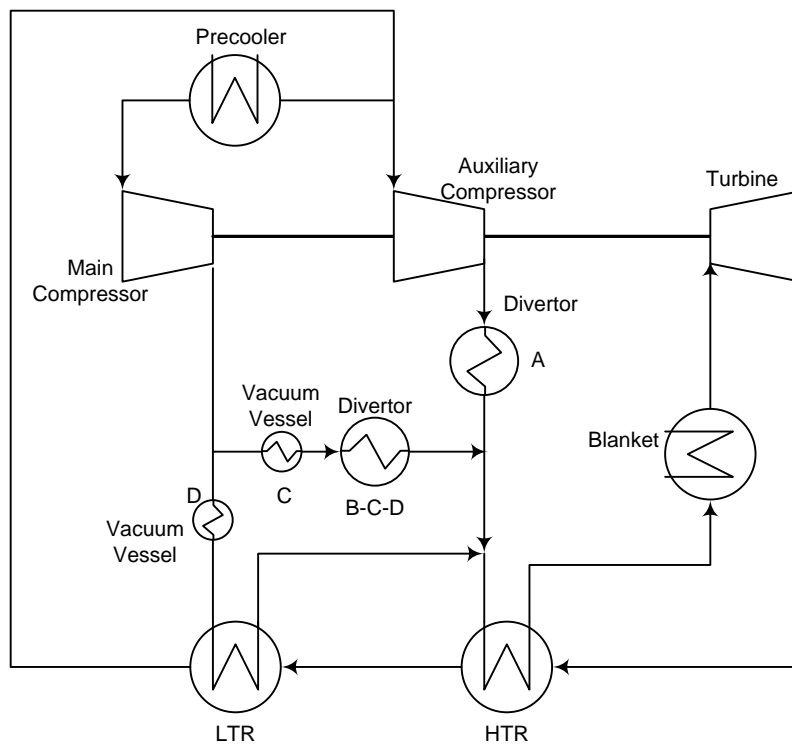 Precooler
Auxiliary
Compressor
Turbine
Main
Compressor
Divertor
A
Vacuum
Vessel
Divertor
Blanket
C
B-C-D
D
Vacuum
Vessel
LTR
HTR